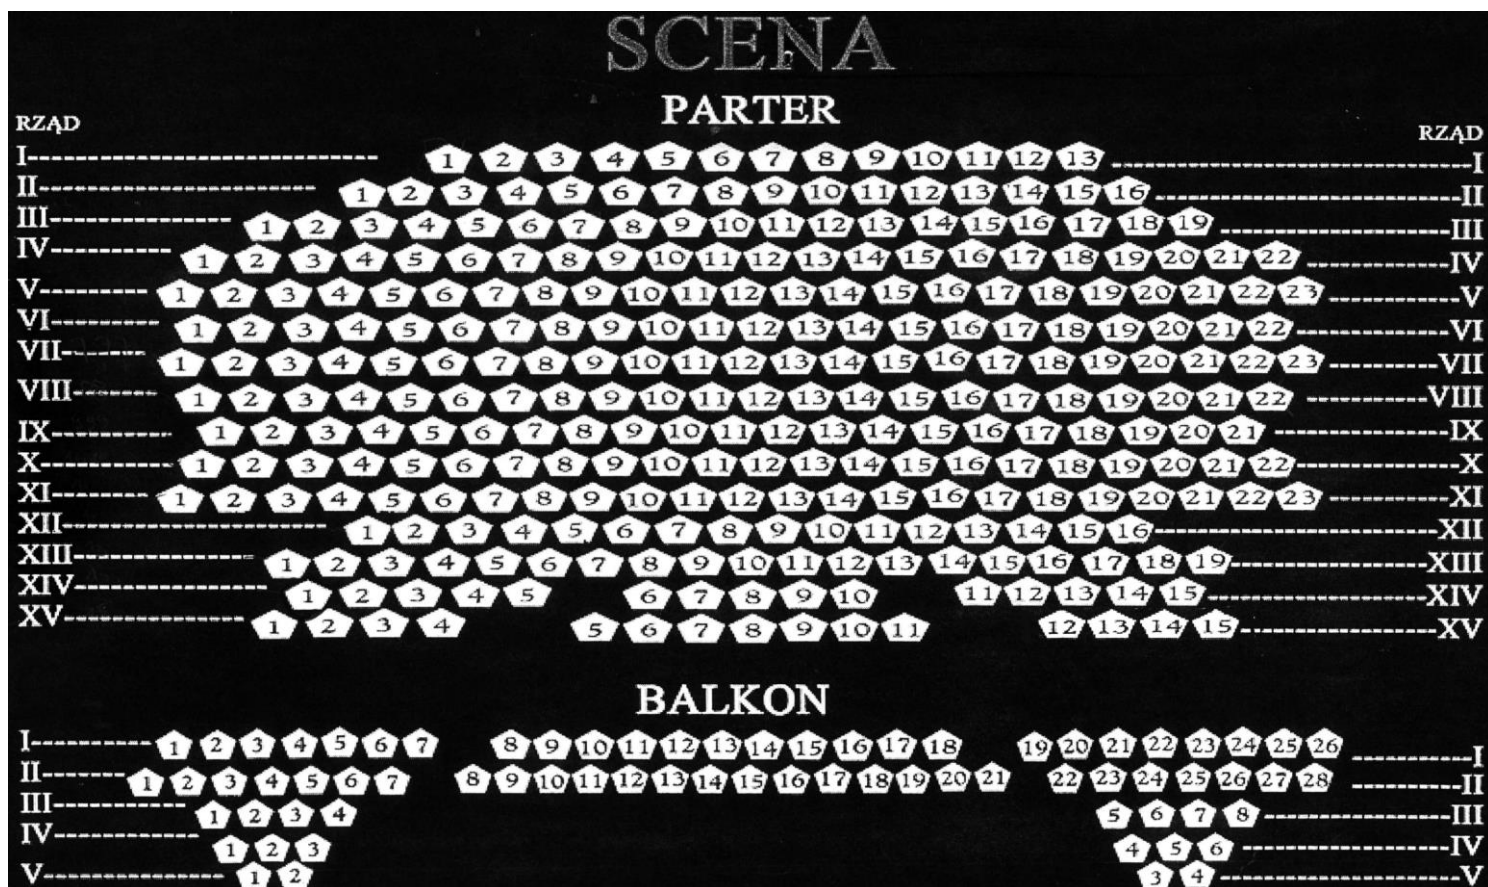 SCENA
PARTER
RZĄD RZĄD
I 1 2 3 4 5 6 7 8 9 10 11 12 13 I
II 1 2 3 4 5 6 7 8 9 10 11 12 13 14 15 16 II
III 1 2 3 4 5 6 7 8 9 10 11 12 13 14 15 16 17 18 19 III
IV 1 2 3 4 5 6 7 8 9 10 11 12 13 14 15 16 17 18 19 20 21 22 IV
V 1 2 3 4 5 6 7 8 9 10 11 12 13 14 15 16 17 18 19 20 21 22 23 V
VI 1 2 3 4 5 6 7 8 9 10 11 12 13 14 15 16 17 18 19 20 21 22 VI
VII 1 2 3 4 5 6 7 8 9 10 11 12 13 14 15 16 17 18 19 20 21 22 23 VII
VIII 1 2 3 4 5 6 7 8 9 10 11 12 13 14 15 16 17 18 19 20 21 22 VIII
IX 1 2 3 4 5 6 7 8 9 10 11 12 13 14 15 16 17 18 19 20 21 IX
X 1 2 3 4 5 6 7 8 9 10 11 12 13 14 15 16 17 18 19 20 21 22 X
XI 1 2 3 4 5 6 7 8 9 10 11 12 13 14 15 16 17 18 19 20 21 22 23 XI
XII 1 2 3 4 5 6 7 8 9 10 11 12 13 14 15 16 XII
XIII 1 2 3 4 5 6 7 8 9 10 11 12 13 14 15 16 17 18 19 XIII
XIV 1 2 3 4 5 6 7 8 9 10 11 12 13 14 15 XIV
XV 1 2 3 4 5 6 7 8 9 10 11 12 13 14 15 XV
BALKON
I 1 2 3 4 5 6 7 8 9 10 11 12 13 14 15 16 17 18 19 20 21 22 23 24 25 26 I
II 1 2 3 4 5 6 7 8 9 10 11 12 13 14 15 16 17 18 19 20 21 22 23 24 25 26 27 28 II
III 1 2 3 4 5 6 7 8 III
IV 1 2 3 4 5 6 IV
V 1 2 3 4 V